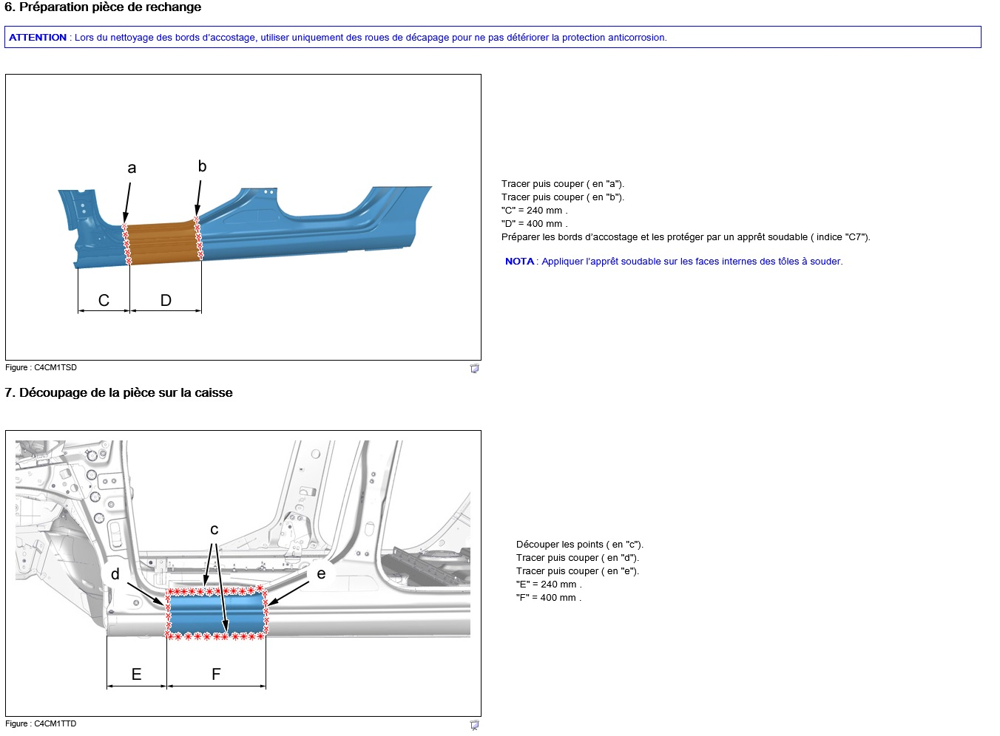 6. Préparation pièce de rechange
ATTENTION : Lors du nettoyage des bords d'accostage, utiliser uniquement des roues de décapage pour ne pas détériorer la protection anticorrosion.
a
b
C
D
Tracer puis couper ( en "a").
Tracer puis couper ( en "b").
"C" = 240 mm .
"D" = 400 mm .
Préparer les bords d'accostage et les protéger par un apprêt soudable ( indice "C7").
NOTA : Appliquer l'apprêt soudable sur les faces internes des tôles à souder.
Figure : C4CM1TSD
7. Découpage de la pièce sur la caisse
c
d
e
E
F
Découper les points ( en "c").
Tracer puis couper ( en "d").
Tracer puis couper ( en "e").
"E" = 240 mm .
"F" = 400 mm .
Figure : C4CM1TTD